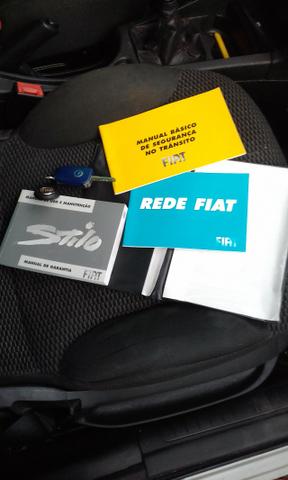 MANUAL BÁSICO
DE SEGURANÇA
NO TRÂNSITO
FIAT
REDE FIAT
FIAT
MANUAL DE USO E MANUTENÇÃO
Stilo
MANUAL DE GARANTIA
FIAT